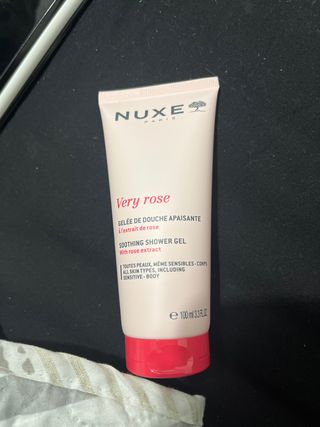 NUXE
PARIS
Very rose
GELÉE DE DOUCHE APAISANTE
à l'extrait de rose
SOOTHING SHOWER GEL
With rose extract
TOUTES PEAUX, MÊME SENSIBLES - CORPS
ALL SKIN TYPES, INCLUDING
SENSITIVE - BODY
℮ 100 ml 3.3 FL.OZ.